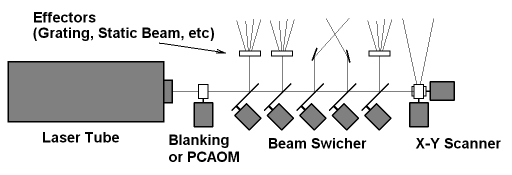 Effectors
(Grating, Static Beam, etc)
Laser Tube
Blanking
or PCAOM
Beam Swicher
X-Y Scanner